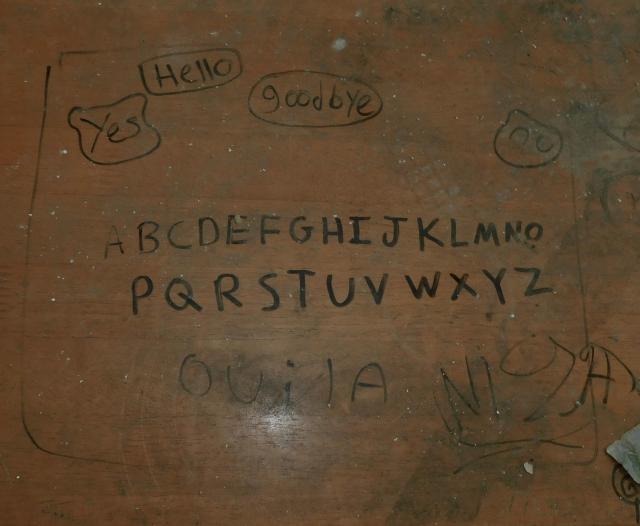 Hello
goodbye
Yes
no
ABCDEFGHIJKLMNO
PQRSTUVWXYZ
OUiJA